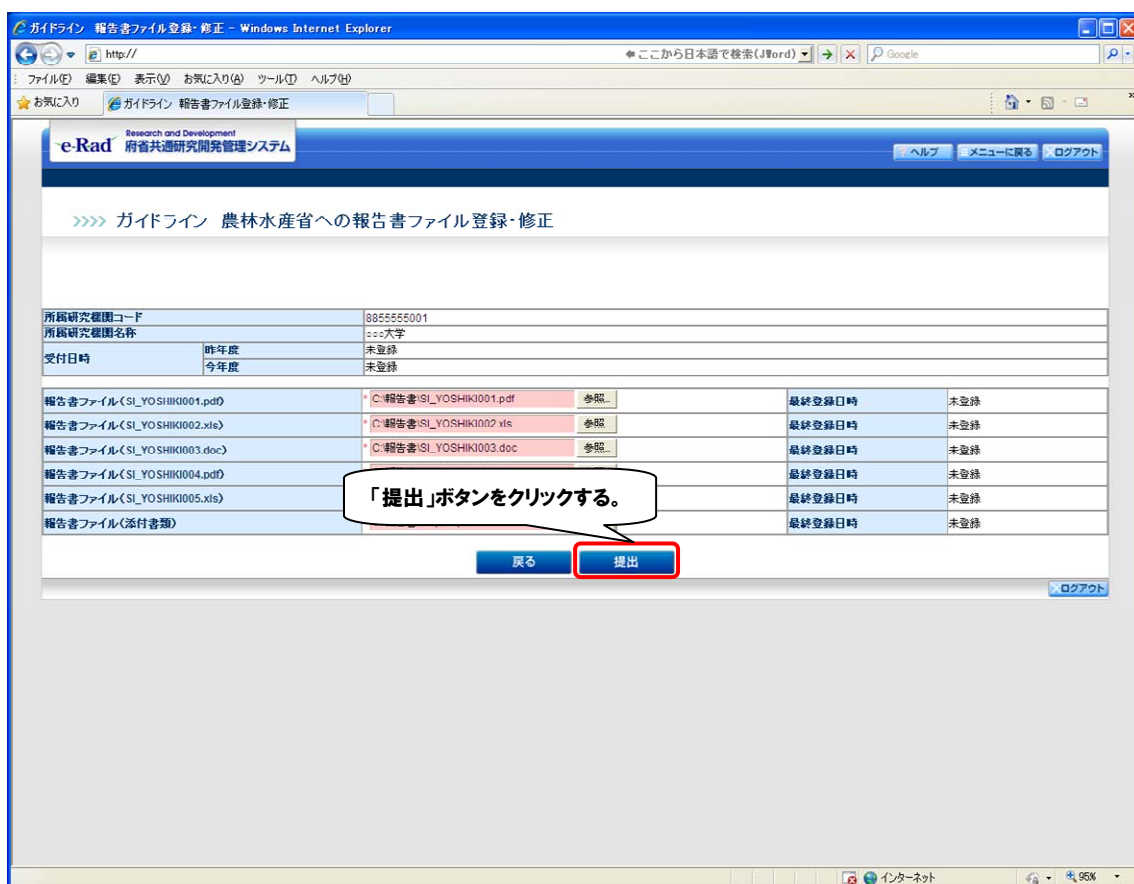 ガイドライン 報告書ファイル登録・修正 - Windows Internet Explorer
http://
ここから日本語で検索(JWord)
Google
ファイル(F) 編集(E) 表示(V) お気に入り(A) ツール(T) ヘルプ(H)
お気に入り ガイドライン 報告書ファイル登録・修正
e-Rad Research and Development
府省共通研究開発管理システム
ヘルプ メニューに戻る ログアウト
>>>> ガイドライン 農林水産省への報告書ファイル登録・修正
所属研究機関コード 8855555001
所属研究機関名称 ○○○大学
受付日時 昨年度 未登録
今年度 未登録
報告書ファイル(SI_YOSHIKI001.pdf) * C:\報告書\SI_YOSHIKI001.pdf 参照... 最終登録日時 未登録
報告書ファイル(SI_YOSHIKI002.xls) * C:\報告書\SI_YOSHIKI002.xls 参照... 最終登録日時 未登録
報告書ファイル(SI_YOSHIKI003.doc) * C:\報告書\SI_YOSHIKI003.doc 参照... 最終登録日時 未登録
報告書ファイル(SI_YOSHIKI004.pdf) 最終登録日時 未登録
報告書ファイル(SI_YOSHIKI005.xls) 最終登録日時 未登録
報告書ファイル(添付書類) 最終登録日時 未登録
「提出」ボタンをクリックする。
戻る 提出
ログアウト
インターネット 95%